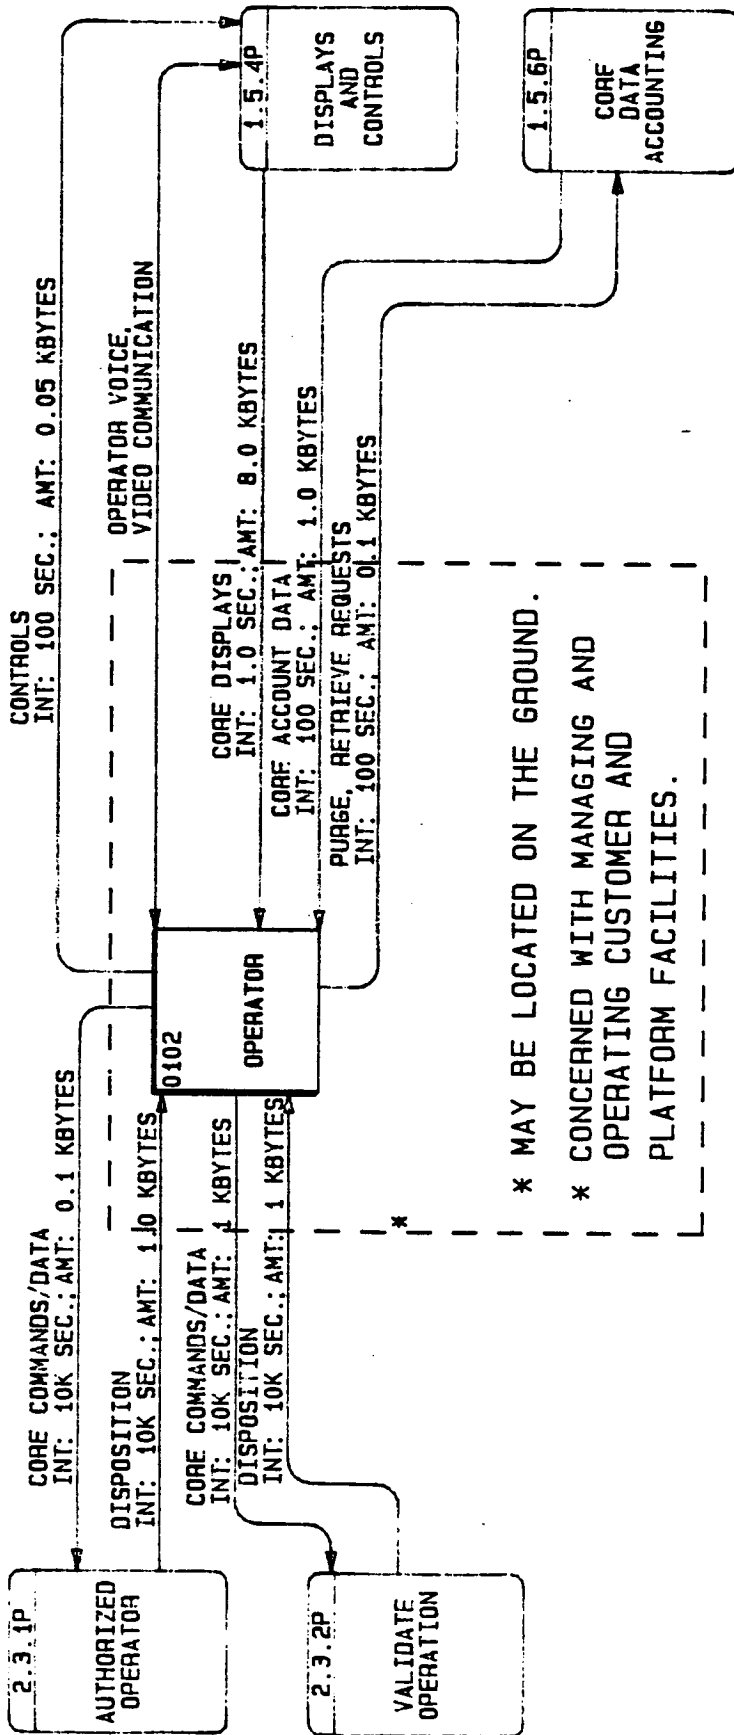 2.3.1P
AUTHORIZED
OPERATOR
2.3.2P
VALIDATE
OPERATION
CORE COMMANDS/DATA
INT: 10K SEC.; AMT: 0.1 KBYTES
DISPOSITION
INT: 10K SEC.; AMT: 1.0 KBYTES
CORE COMMANDS/DATA
INT: 10K SEC.; AMT: 1 KBYTES
DISPOSITION
INT: 10K SEC.; AMT: 1 KBYTES
*
0102
OPERATOR
CONTROLS
INT: 100 SEC.; AMT: 0.05 KBYTES
OPERATOR VOICE,
VIDEO COMMUNICATION
CORE DISPLAYS
INT: 1.0 SEC.; AMT: 8.0 KBYTES
CORE ACCOUNT DATA
INT: 100 SEC.; AMT: 1.0 KBYTES
PURGE, RETRIEVE REQUESTS
INT: 100 SEC.; AMT: 0.1 KBYTES
* MAY BE LOCATED ON THE GROUND.
* CONCERNED WITH MANAGING AND
OPERATING CUSTOMER AND
PLATFORM FACILITIES.
1.5.4P
DISPLAYS
AND
CONTROLS
1.5.6P
CORE
DATA
ACCOUNTING